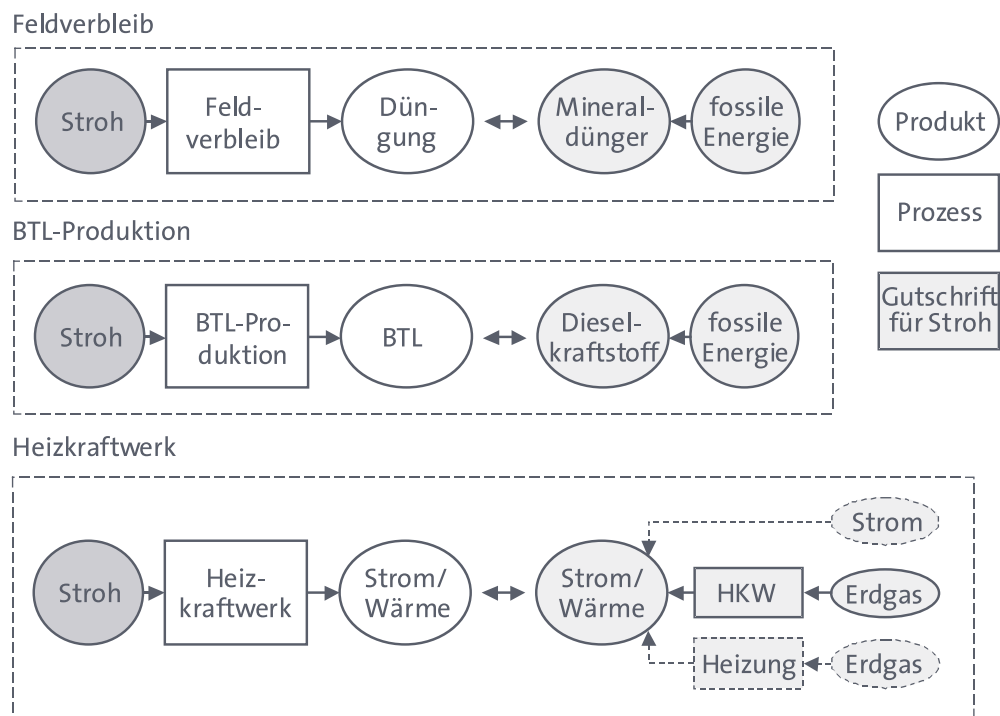 Feldverbleib
Stroh
Feld-
verbleib
Dün-
gung
Mineral-
dünger
fossile
Energie
Produkt
Prozess
Gutschrift
für Stroh
BTL-Produktion
Stroh
BTL-Pro-
duktion
BTL
Diesel-
kraftstoff
fossile
Energie
Heizkraftwerk
Stroh
Heiz-
kraftwerk
Strom/
Wärme
Strom/
Wärme
Strom
HKW
Erdgas
Heizung
Erdgas